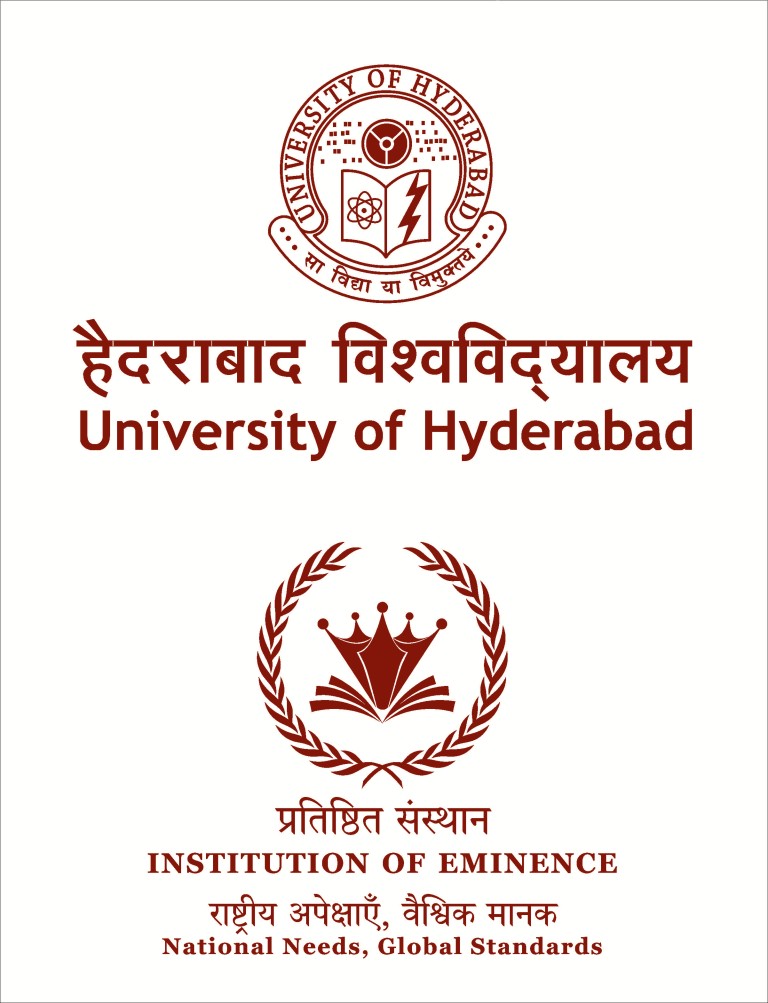 UNIVERSITY OF HYDERABAD
सा विद्या या विमुक्तये
हैदराबाद विश्वविद्‌यालय
University of Hyderabad
प्रतिष्ठित संस्थान
INSTITUTION OF EMINENCE
राष्ट्रीय अपेक्षाएँ, वैश्विक मानक
National Needs, Global Standards